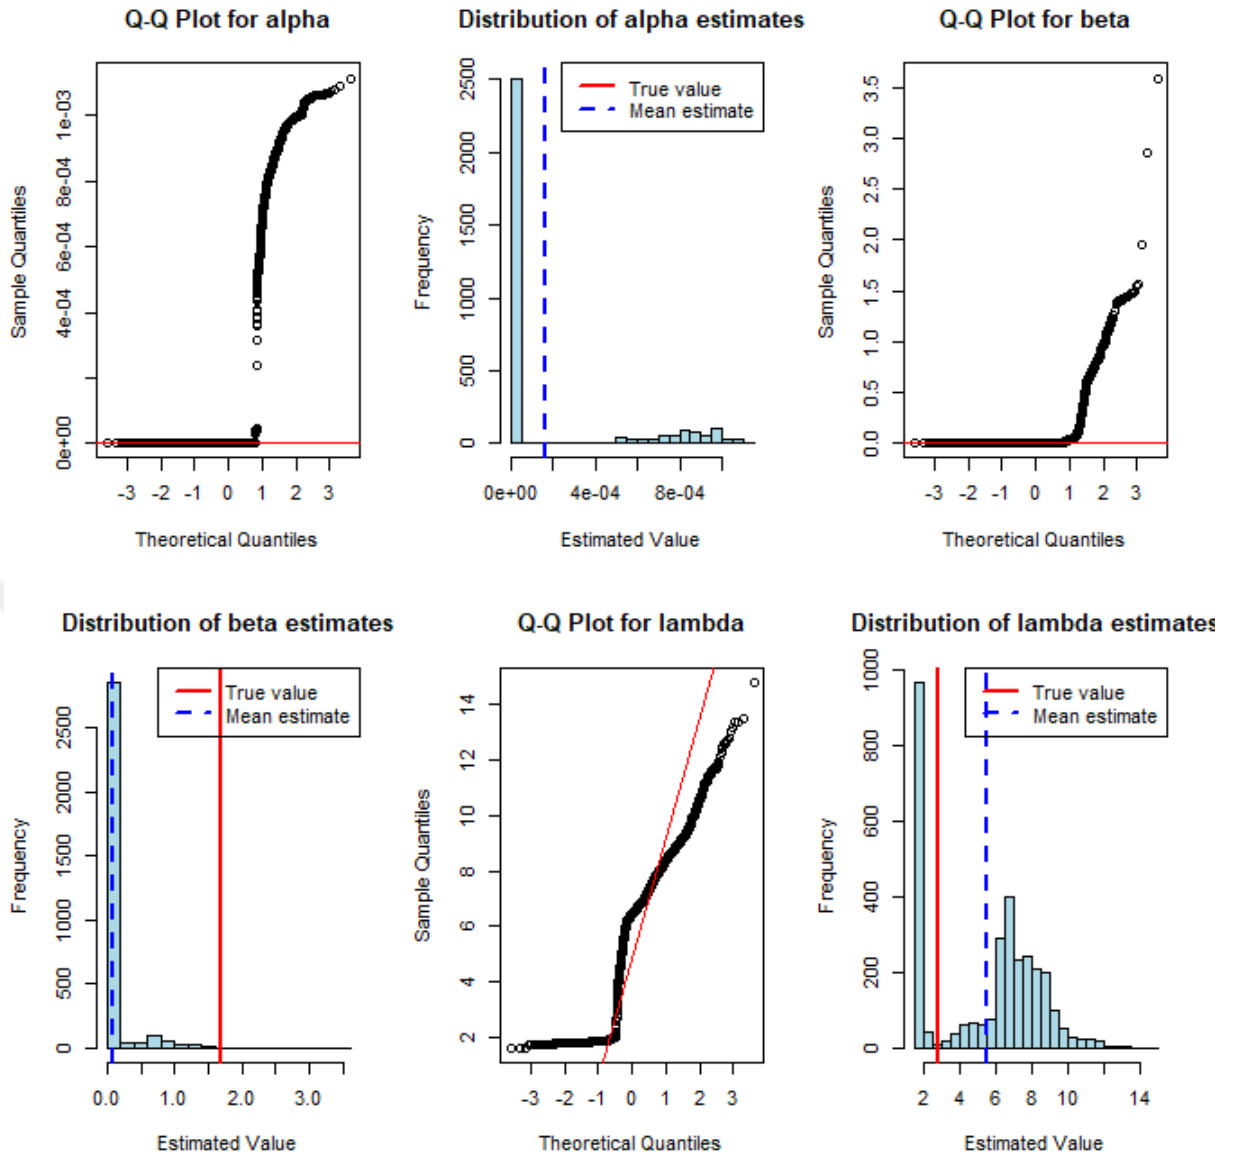 Q-Q Plot for alpha
Sample Quantiles
0e+00 4e-04 6e-04 8e-04 1e-03
-3 -2 -1 0 1 2 3
Theoretical Quantiles
Distribution of alpha estimates
True value
Mean estimate
Frequency
0 500 1000 1500 2000 2500
0e+00 4e-04 8e-04
Estimated Value
Q-Q Plot for beta
Sample Quantiles
0.0 0.5 1.0 1.5 2.0 2.5 3.0 3.5
-3 -2 -1 0 1 2 3
Theoretical Quantiles
Distribution of beta estimates
True value
Mean estimate
Frequency
0 500 1000 1500 2000 2500
0.0 1.0 2.0 3.0
Estimated Value
Q-Q Plot for lambda
Sample Quantiles
2 4 6 8 10 12 14
-3 -2 -1 0 1 2 3
Theoretical Quantiles
Distribution of lambda estimates
True value
Mean estimate
Frequency
0 200 400 600 800 1000
2 4 6 8 10 14
Estimated Value